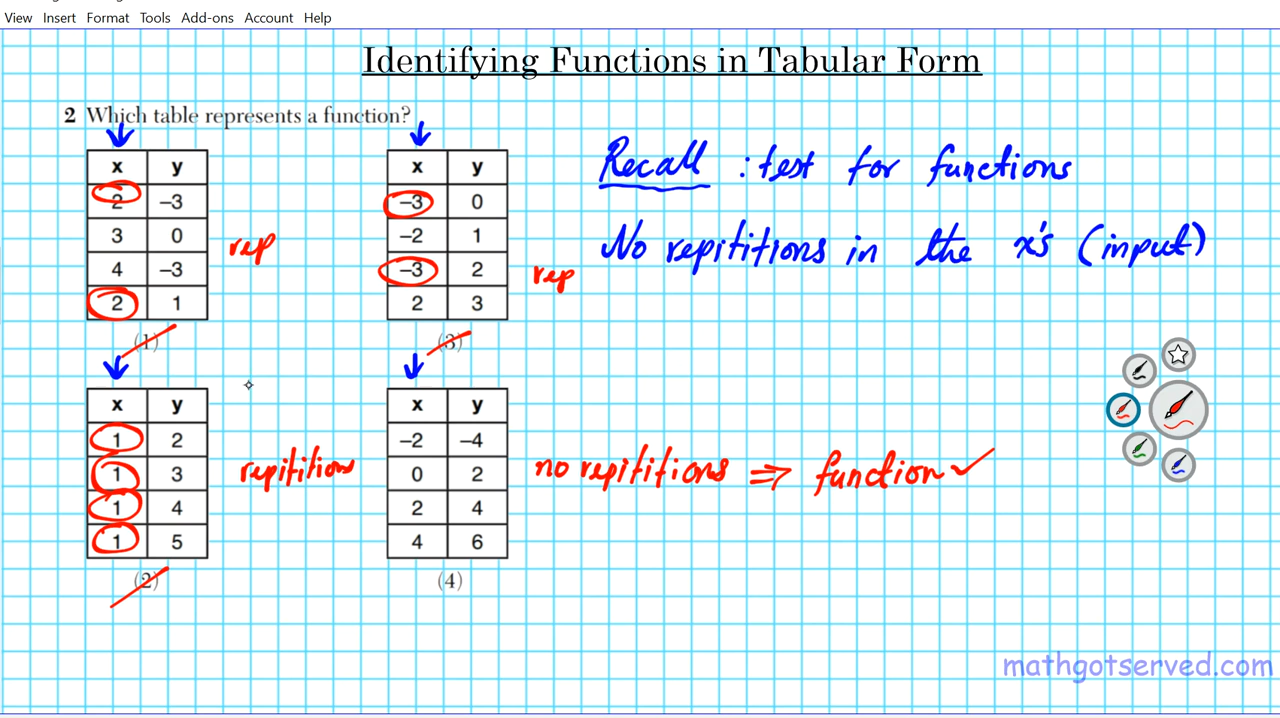 View Insert Format Tools Add-ons Account Help
Identifying Functions in Tabular Form
2 Which table represents a function?
x y
2 −3
3 0
4 −3
2 1
(1)
rep
x y
−3 0
−2 1
−3 2
2 3
(3)
rep
Recall : test for functions
No repititions in the x's (input)
x y
1 2
1 3
1 4
1 5
(2)
repititions
x y
−2 −4
0 2
2 4
4 6
(4)
no repititions ⇒ function ✓
mathgotserved.com